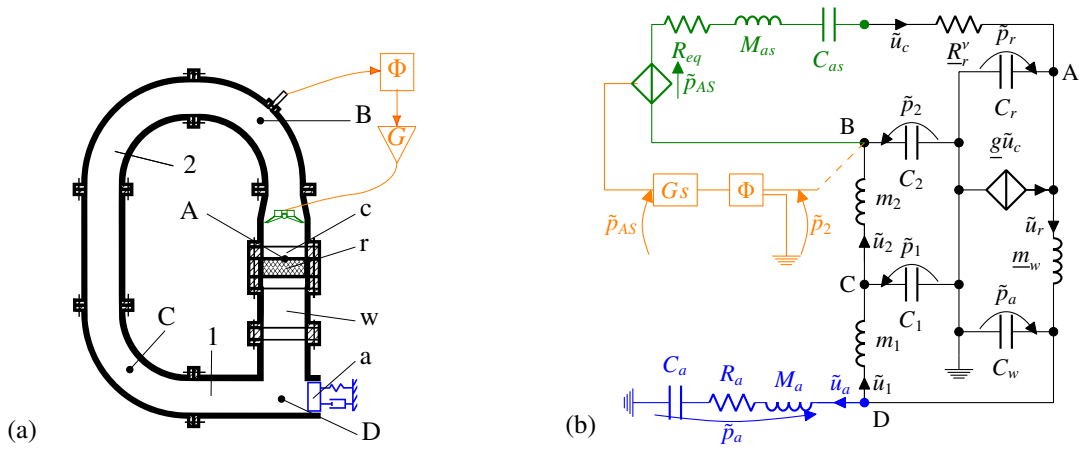 Φ
G
B
2
A
c
r
w
C
1
a
D
(a)
R_eq
M_as
C_as
ũ_c
R_r^ν
p̃_r
A
p̃_AS
C_r
B
p̃_2
C_2
g ũ_c
Gs
Φ
m_2
p̃_AS
p̃_2
ũ_2
p̃_1
ũ_r
m_w
C
C_1
p̃_a
m_1
C_w
C_a
R_a
M_a
ũ_a
ũ_1
p̃_a
D
(b)